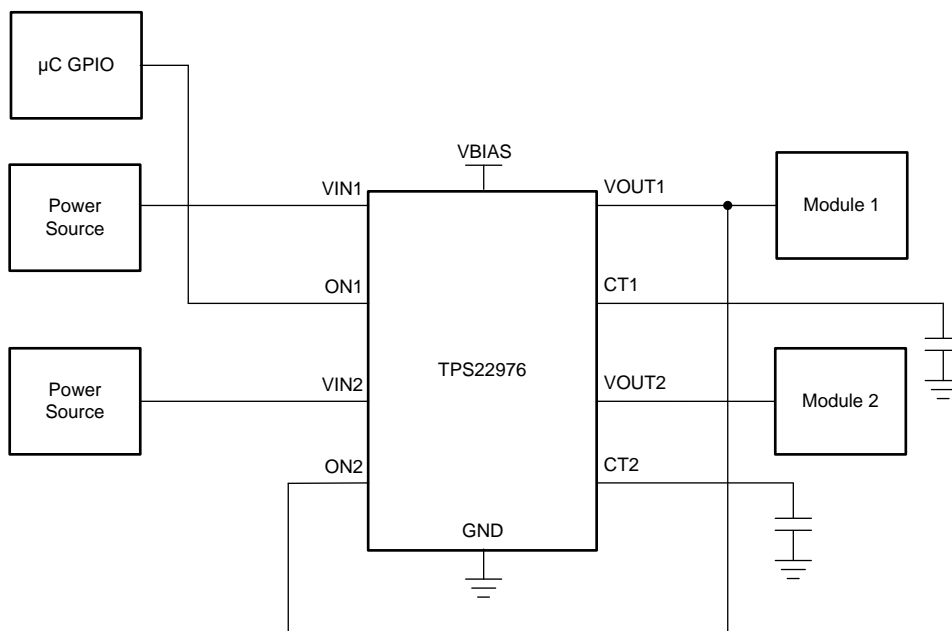 µC GPIO
VBIAS
VIN1
VOUT1
Power
Source
Module 1
ON1
CT1
TPS22976
VIN2
VOUT2
Power
Source
Module 2
ON2
CT2
GND